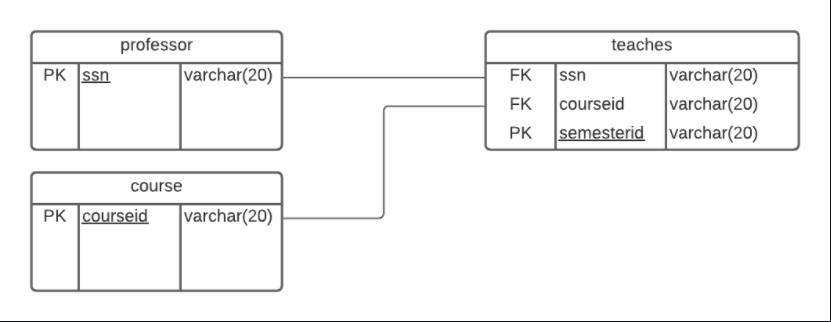 professor
PK ssn varchar(20)
course
PK courseid varchar(20)
teaches
FK ssn varchar(20)
FK courseid varchar(20)
PK semesterid varchar(20)